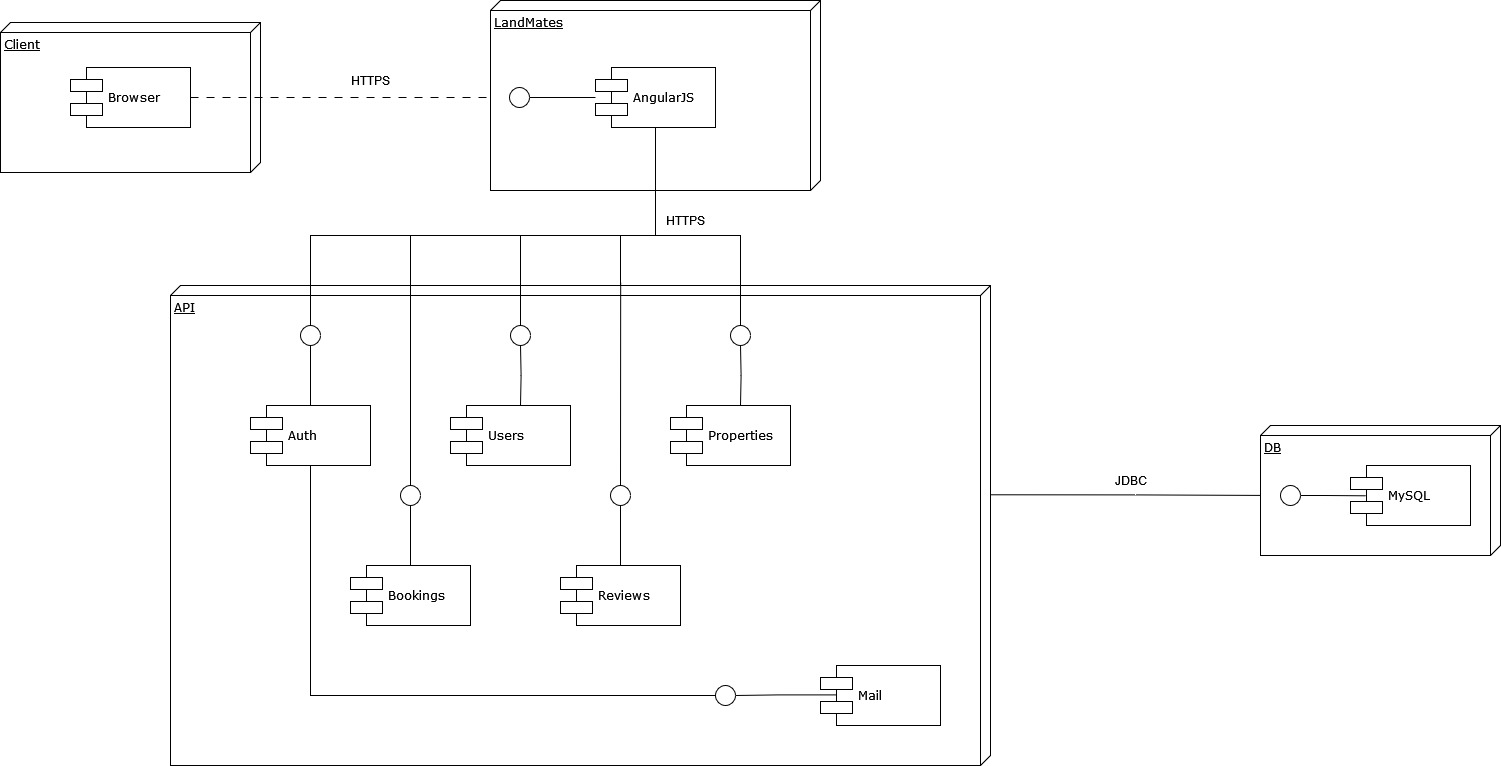 LandMates
Client
HTTPS
Browser
AngularJS
HTTPS
API
Auth
Users
Properties
DB
JDBC
MySQL
Bookings
Reviews
Mail